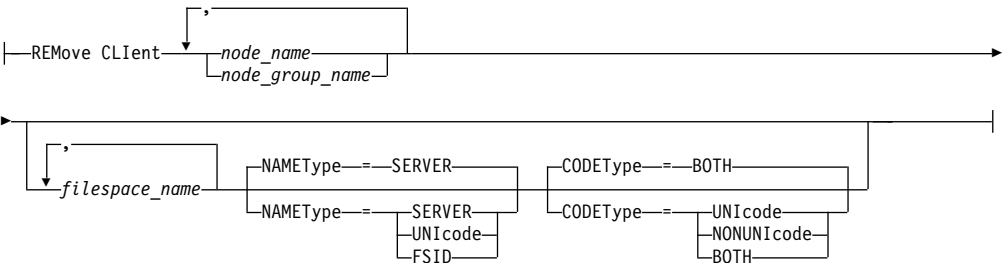 ,
REMove CLIent node_name
node_group_name
,
filespace_name
NAMEType = SERVER
NAMEType = SERVER
UNIcode
FSID
CODEType = BOTH
CODEType = UNIcode
NONUNIcode
BOTH